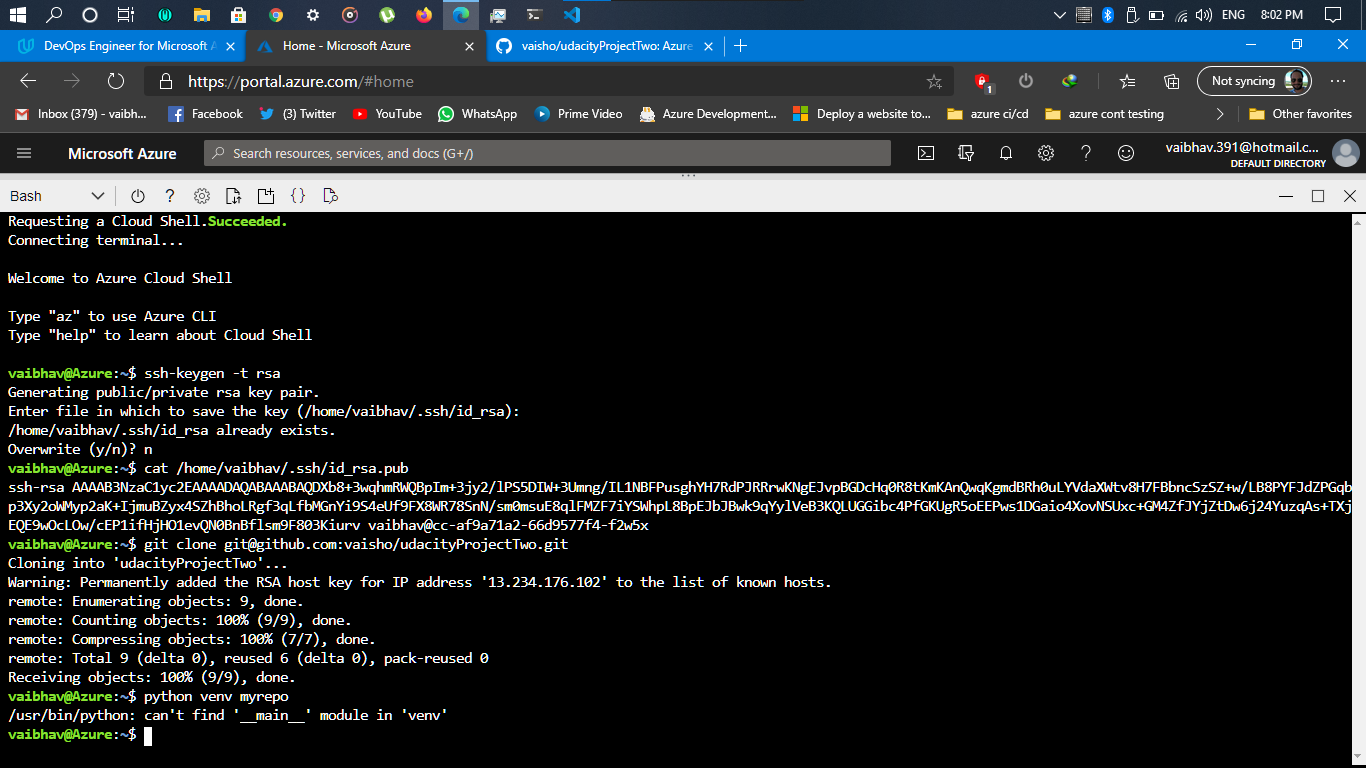 ENG 8:02 PM
DevOps Engineer for Microsoft A
Home - Microsoft Azure
vaisho/udacityProjectTwo: Azure
https://portal.azure.com/#home
1
Not syncing
Inbox (379) - vaibh...
Facebook
(3) Twitter
YouTube
WhatsApp
Prime Video
Azure Development...
Deploy a website to...
azure ci/cd
azure cont testing
Other favorites
Microsoft Azure
Search resources, services, and docs (G+/)
vaibhav.391@hotmail.c...
DEFAULT DIRECTORY
Bash
Requesting a Cloud Shell.Succeeded.
Connecting terminal...
Welcome to Azure Cloud Shell
Type "az" to use Azure CLI
Type "help" to learn about Cloud Shell
vaibhav@Azure:~$ ssh-keygen -t rsa
Generating public/private rsa key pair.
Enter file in which to save the key (/home/vaibhav/.ssh/id_rsa):
/home/vaibhav/.ssh/id_rsa already exists.
Overwrite (y/n)? n
vaibhav@Azure:~$ cat /home/vaibhav/.ssh/id_rsa.pub
ssh-rsa AAAAB3NzaC1yc2EAAAADAQABAAABAQDXb8+3wqhmRWQBpIm+3jy2/lPS5DIW+3Umng/IL1NBFPusghYH7RdPJRRrwKNgEJvpBGDcHq0R8tKmKAnQwqKgmdBRh0uLYVdaXWtv8H7FBbncSzSZ+w/LB8PYFJdZPGqb
p3Xy2oWMyp2aK+IjmuBZyx4SZhBhoLRgf3qLfbMGnYi9S4eUf9FX8WR78SnN/sm0msuE8qlFMZF7iYSWhpL8BpEJbJBwk9qYylVeB3KQLUGGibc4PfGKUgR5oEEPws1DGaio4XovNSUxc+GM4ZfJYjZtDw6j24YuzqAs+TXj
EQE9wOcLOw/cEP1ifHjHO1evQN0BnBflsm9F803Kiurv vaibhav@cc-af9a71a2-66d9577f4-f2w5x
vaibhav@Azure:~$ git clone git@github.com:vaisho/udacityProjectTwo.git
Cloning into 'udacityProjectTwo'...
Warning: Permanently added the RSA host key for IP address '13.234.176.102' to the list of known hosts.
remote: Enumerating objects: 9, done.
remote: Counting objects: 100% (9/9), done.
remote: Compressing objects: 100% (7/7), done.
remote: Total 9 (delta 0), reused 6 (delta 0), pack-reused 0
Receiving objects: 100% (9/9), done.
vaibhav@Azure:~$ python venv myrepo
/usr/bin/python: can't find '__main__' module in 'venv'
vaibhav@Azure:~$